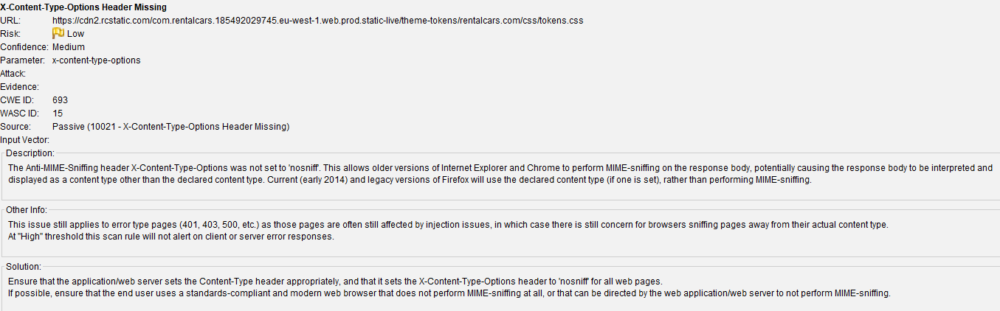 X-Content-Type-Options Header Missing
URL: https://cdn2.rcstatic.com/com.rentalcars.185492029745.eu-west-1.web.prod.static-live/theme-tokens/rentalcars.com/css/tokens.css
Risk: Low
Confidence: Medium
Parameter: x-content-type-options
Attack:
Evidence:
CWE ID: 693
WASC ID: 15
Source: Passive (10021 - X-Content-Type-Options Header Missing)
Input Vector:
Description:
The Anti-MIME-Sniffing header X-Content-Type-Options was not set to 'nosniff'. This allows older versions of Internet Explorer and Chrome to perform MIME-sniffing on the response body, potentially causing the response body to be interpreted and
displayed as a content type other than the declared content type. Current (early 2014) and legacy versions of Firefox will use the declared content type (if one is set), rather than performing MIME-sniffing.
Other Info:
This issue still applies to error type pages (401, 403, 500, etc.) as those pages are often still affected by injection issues, in which case there is still concern for browsers sniffing pages away from their actual content type.
At "High" threshold this scan rule will not alert on client or server error responses.
Solution:
Ensure that the application/web server sets the Content-Type header appropriately, and that it sets the X-Content-Type-Options header to 'nosniff' for all web pages.
If possible, ensure that the end user uses a standards-compliant and modern web browser that does not perform MIME-sniffing at all, or that can be directed by the web application/web server to not perform MIME-sniffing.